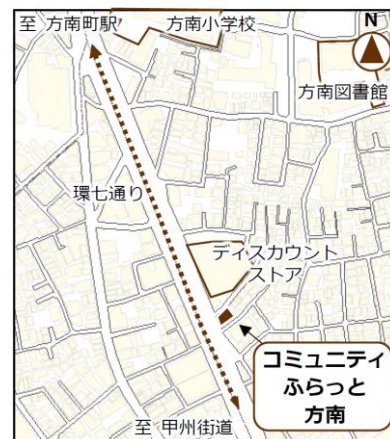 至 方南町駅
方南小学校
N
方南図書館
環七通り
ディスカウント
ストア
コミュニティ
ふらっと
方南
至 甲州街道